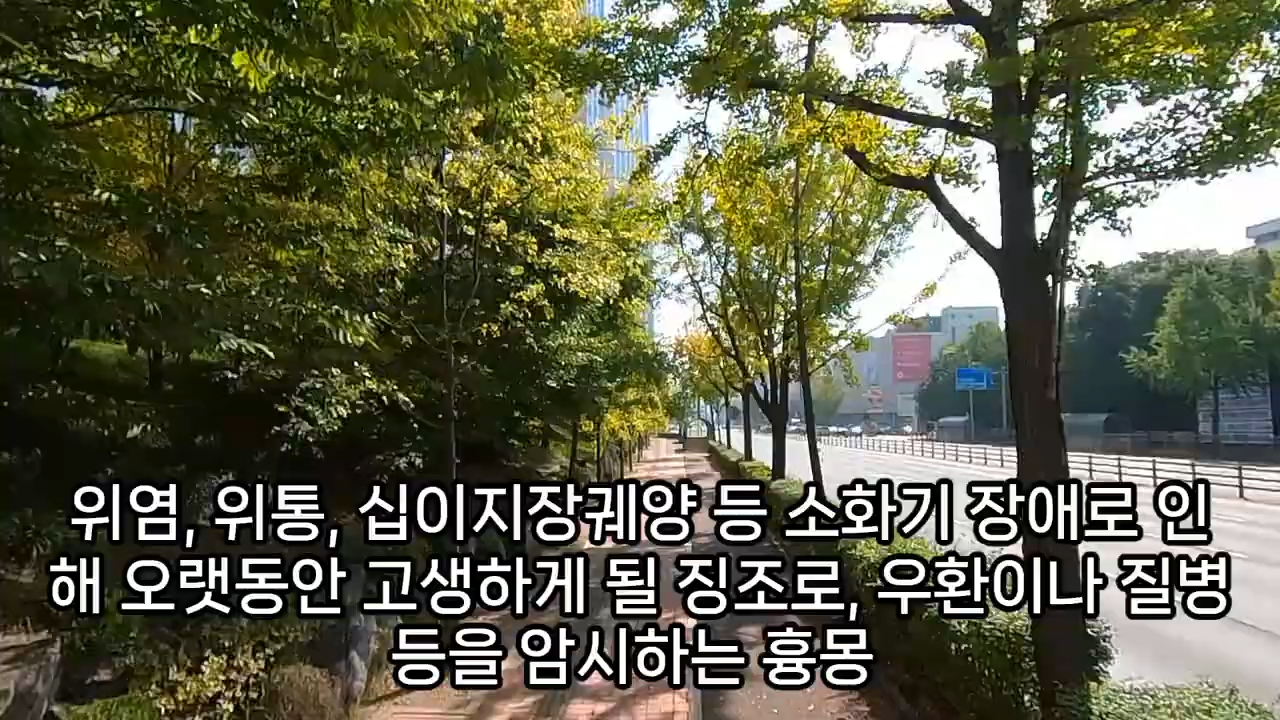 위염, 위통, 십이지장궤양 등 소화기 장애로 인
해 오랫동안 고생하게 될 징조로, 우환이나 질병
등을 암시하는 흉몽